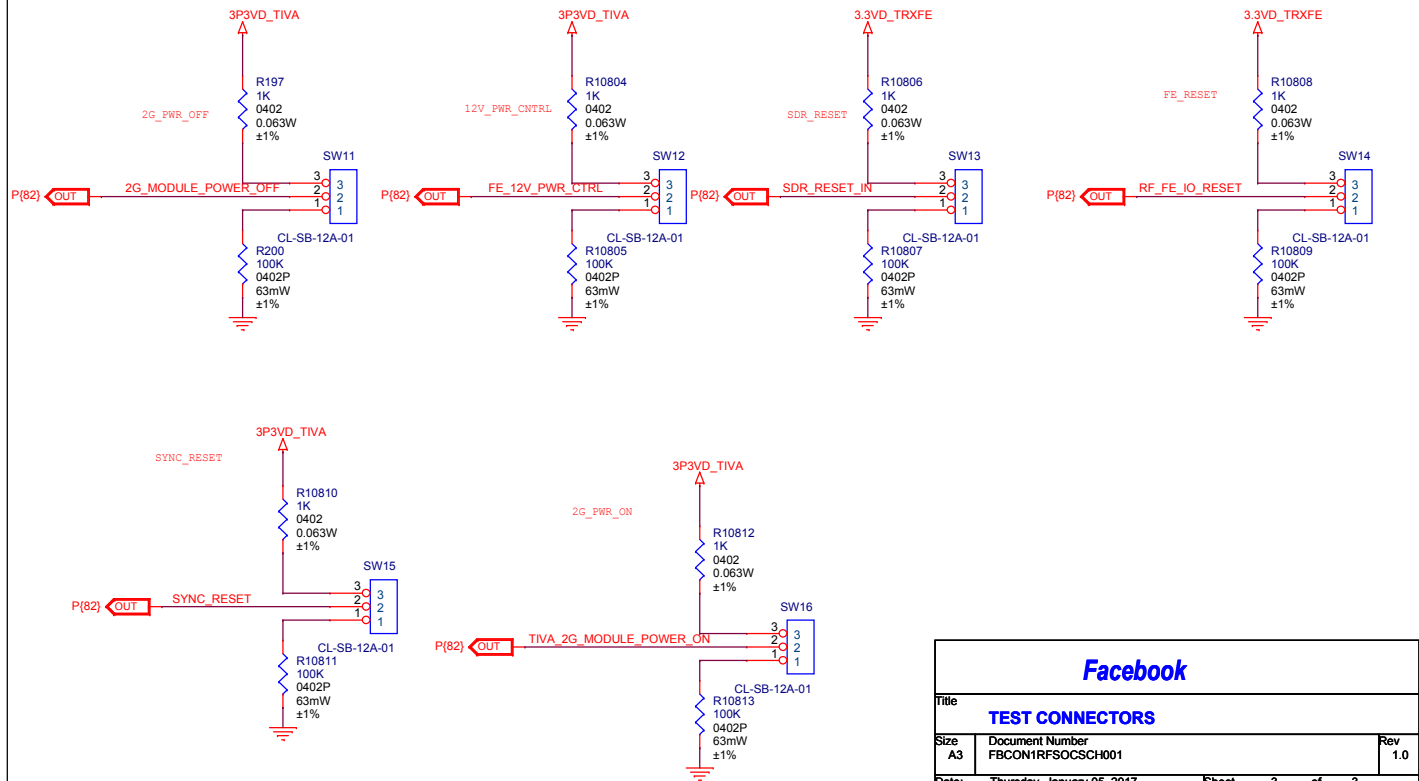 3P3VD_TIVA
R197
1K
0402
0.063W
±1%
2G_PWR_OFF
SW11
P{82} OUT 2G_MODULE_POWER_OFF
3 3
2 2
1 1
CL-SB-12A-01
R200
100K
0402P
63mW
±1%
3P3VD_TIVA
R10804
1K
0402
0.063W
±1%
12V_PWR_CNTRL
SW12
P{82} OUT FE_12V_PWR_CTRL
3 3
2 2
1 1
CL-SB-12A-01
R10805
100K
0402P
63mW
±1%
3.3VD_TRXFE
R10806
1K
0402
0.063W
±1%
SDR_RESET
SW13
P{82} OUT SDR_RESET_IN
3 3
2 2
1 1
CL-SB-12A-01
R10807
100K
0402P
63mW
±1%
3.3VD_TRXFE
R10808
1K
0402
0.063W
±1%
FE_RESET
SW14
P{82} OUT RF_FE_IO_RESET
3 3
2 2
1 1
CL-SB-12A-01
R10809
100K
0402P
63mW
±1%
3P3VD_TIVA
SYNC_RESET
R10810
1K
0402
0.063W
±1%
SW15
P{82} OUT SYNC_RESET
3 3
2 2
1 1
CL-SB-12A-01
R10811
100K
0402P
63mW
±1%
3P3VD_TIVA
2G_PWR_ON
R10812
1K
0402
0.063W
±1%
SW16
P{82} OUT TIVA_2G_MODULE_POWER_ON
3 3
2 2
1 1
CL-SB-12A-01
R10813
100K
0402P
63mW
±1%
Facebook
Title
TEST CONNECTORS
Size Document Number Rev
A3 FBCON1RFSOCSCH001 1.0
Date: Thursday, January 05, 2017 Sheet 3 of 3